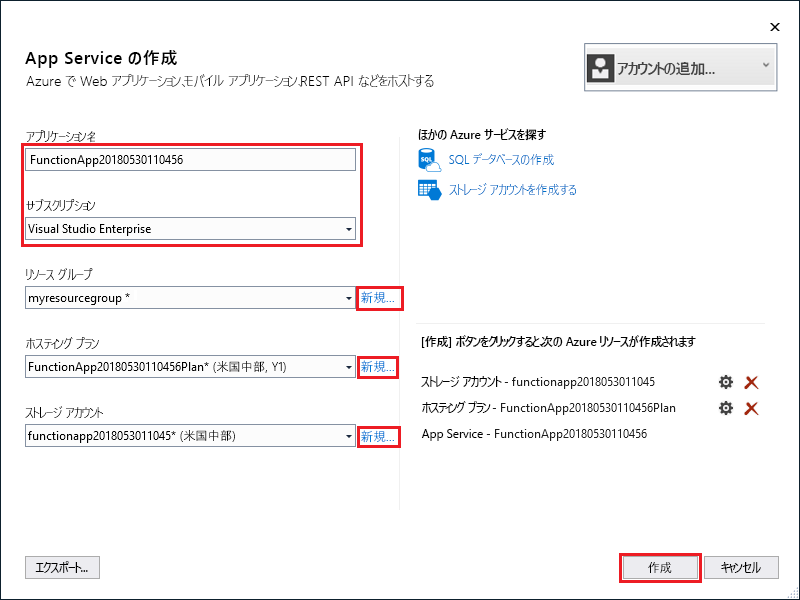 App Service の作成
Azure で Web アプリケーション、モバイル アプリケーション、REST API などをホストする
アカウントの追加...
アプリケーション名
FunctionApp20180530110456
サブスクリプション
Visual Studio Enterprise
リソース グループ
myresourcegroup *
新規...
ホスティング プラン
FunctionApp20180530110456Plan* (米国中部, Y1)
新規...
ストレージ アカウント
functionapp2018053011045* (米国中部)
新規...
ほかの Azure サービスを探す
SQL
SQL データベースの作成
ストレージ アカウントを作成する
[作成] ボタンをクリックすると次の Azure リソースが作成されます
ストレージ アカウント - functionapp2018053011045
ホスティング プラン - FunctionApp20180530110456Plan
App Service - FunctionApp20180530110456
エクスポート...
作成
キャンセル